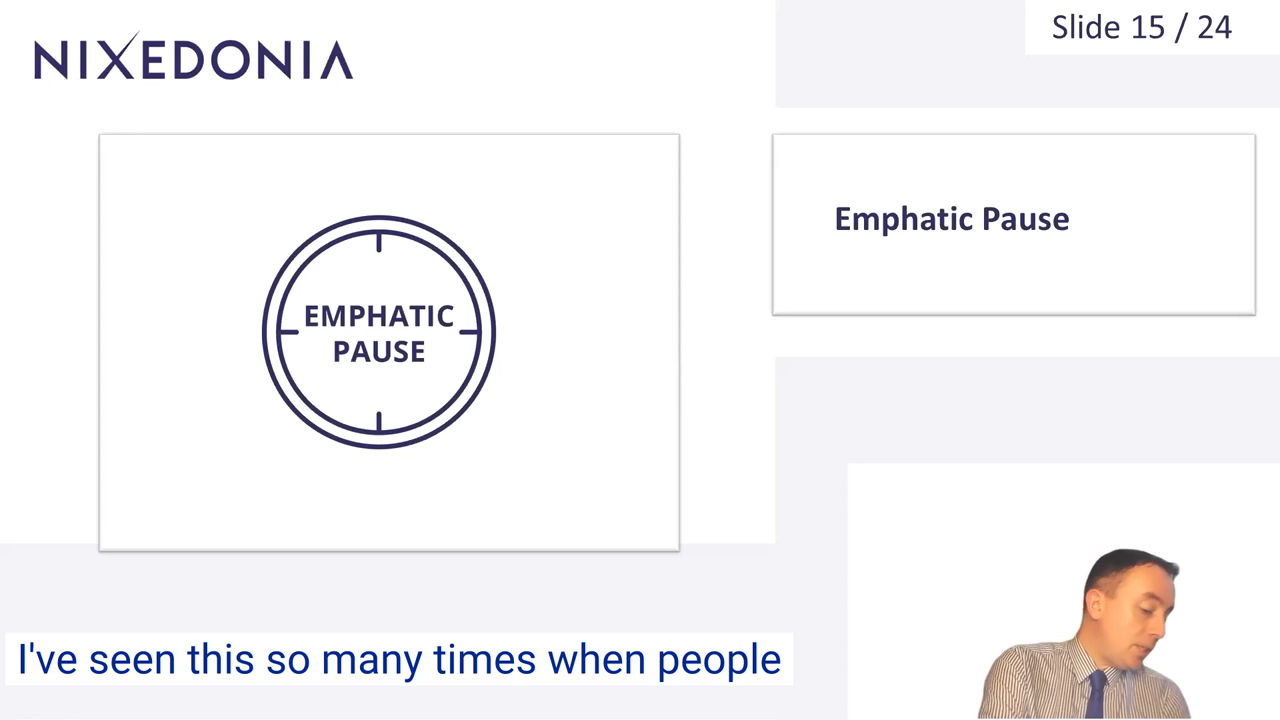 NIXEDONIA
Slide 15 / 24
EMPHATIC
PAUSE
Emphatic Pause
I've seen this so many times when people